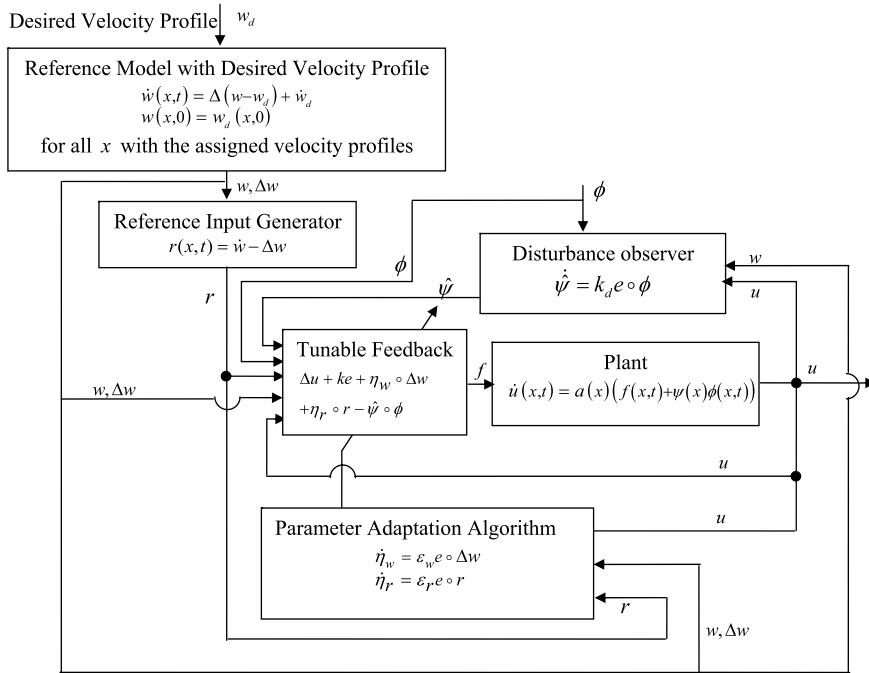 Desired Velocity Profile
w_d
Reference Model with Desired Velocity Profile
ẇ(x,t) = Δ(w−w_d) + ẇ_d
w(x,0) = w_d (x,0)
for all x with the assigned velocity profiles
w, Δw
Reference Input Generator
r(x,t) = ẇ − Δw
ϕ
ϕ
Disturbance observer
ψ̂̇ = k_d e∘ϕ
w
u
r
ψ̂
Tunable Feedback
Δu + ke + η_w ∘ Δw
+η_r ∘ r − ψ̂ ∘ ϕ
f
Plant
u̇(x,t) = a(x)(f(x,t)+ψ(x)ϕ(x,t))
u
w, Δw
u
Parameter Adaptation Algorithm
η̇_w = ε_w e∘Δw
η̇_r = ε_r e∘r
u
r
w, Δw